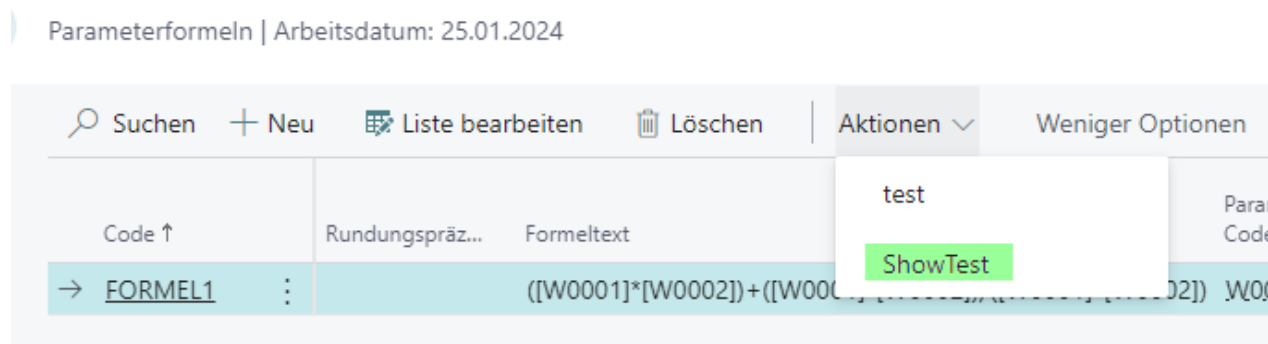 Parameterformeln | Arbeitsdatum: 25.01.2024
Suchen + Neu Liste bearbeiten Löschen Aktionen Weniger Optionen
test
ShowTest
Code ↑ Rundungspräz... Formeltext
→ FORMEL1 ([W0001]*[W0002])+([W000